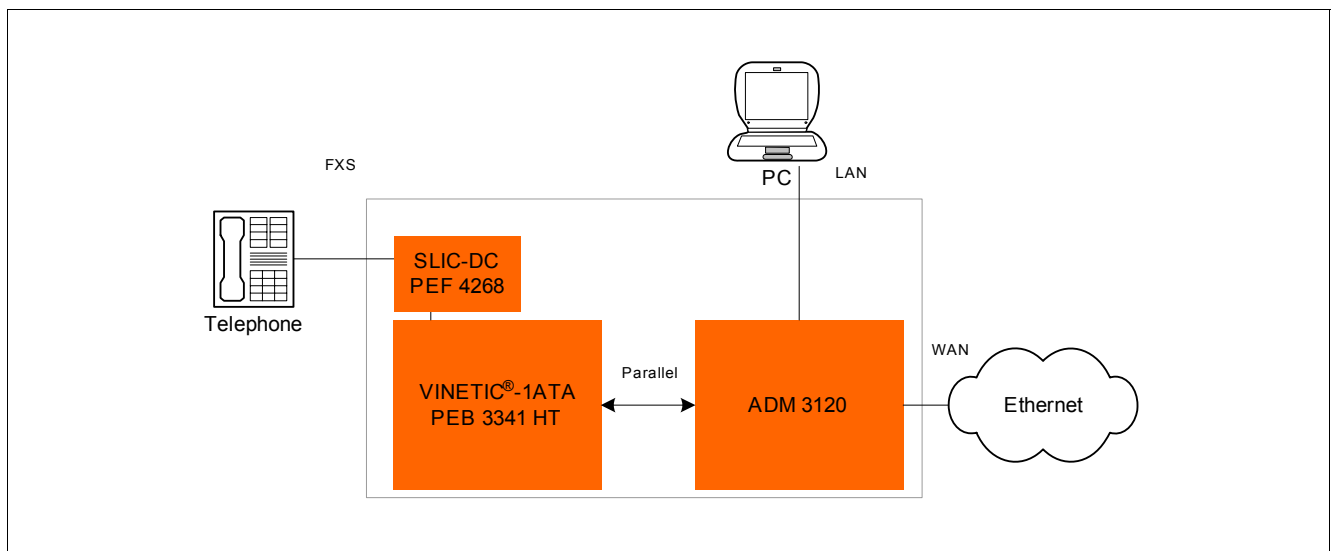 PC
LAN
FXS
SLIC-DC
PEF 4268
Telephone
VINETIC®-1ATA
PEB 3341 HT
Parallel
ADM 3120
WAN
Ethernet